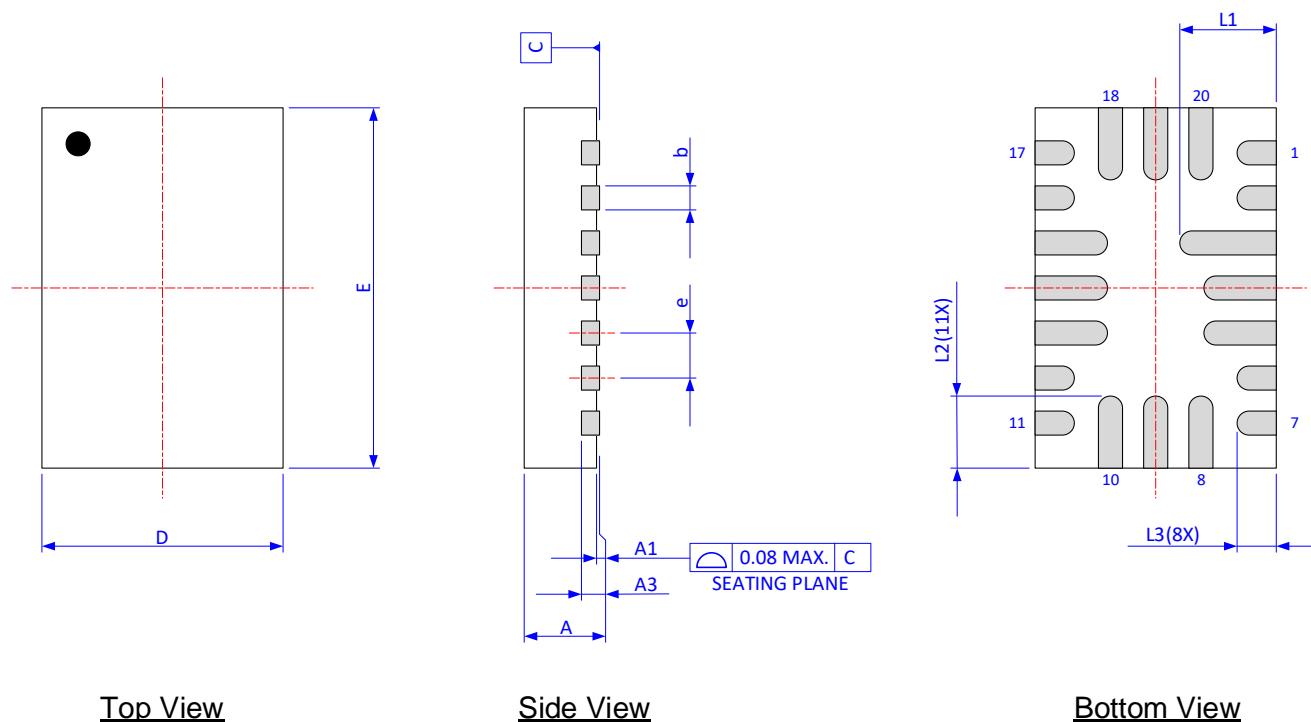 C
L1
18
20
17
1
b
E
e
L2(11X)
11
7
10
8
D
L3(8X)
A1
0.08 MAX.
C
A3
SEATING PLANE
A
Top View
Side View
Bottom View